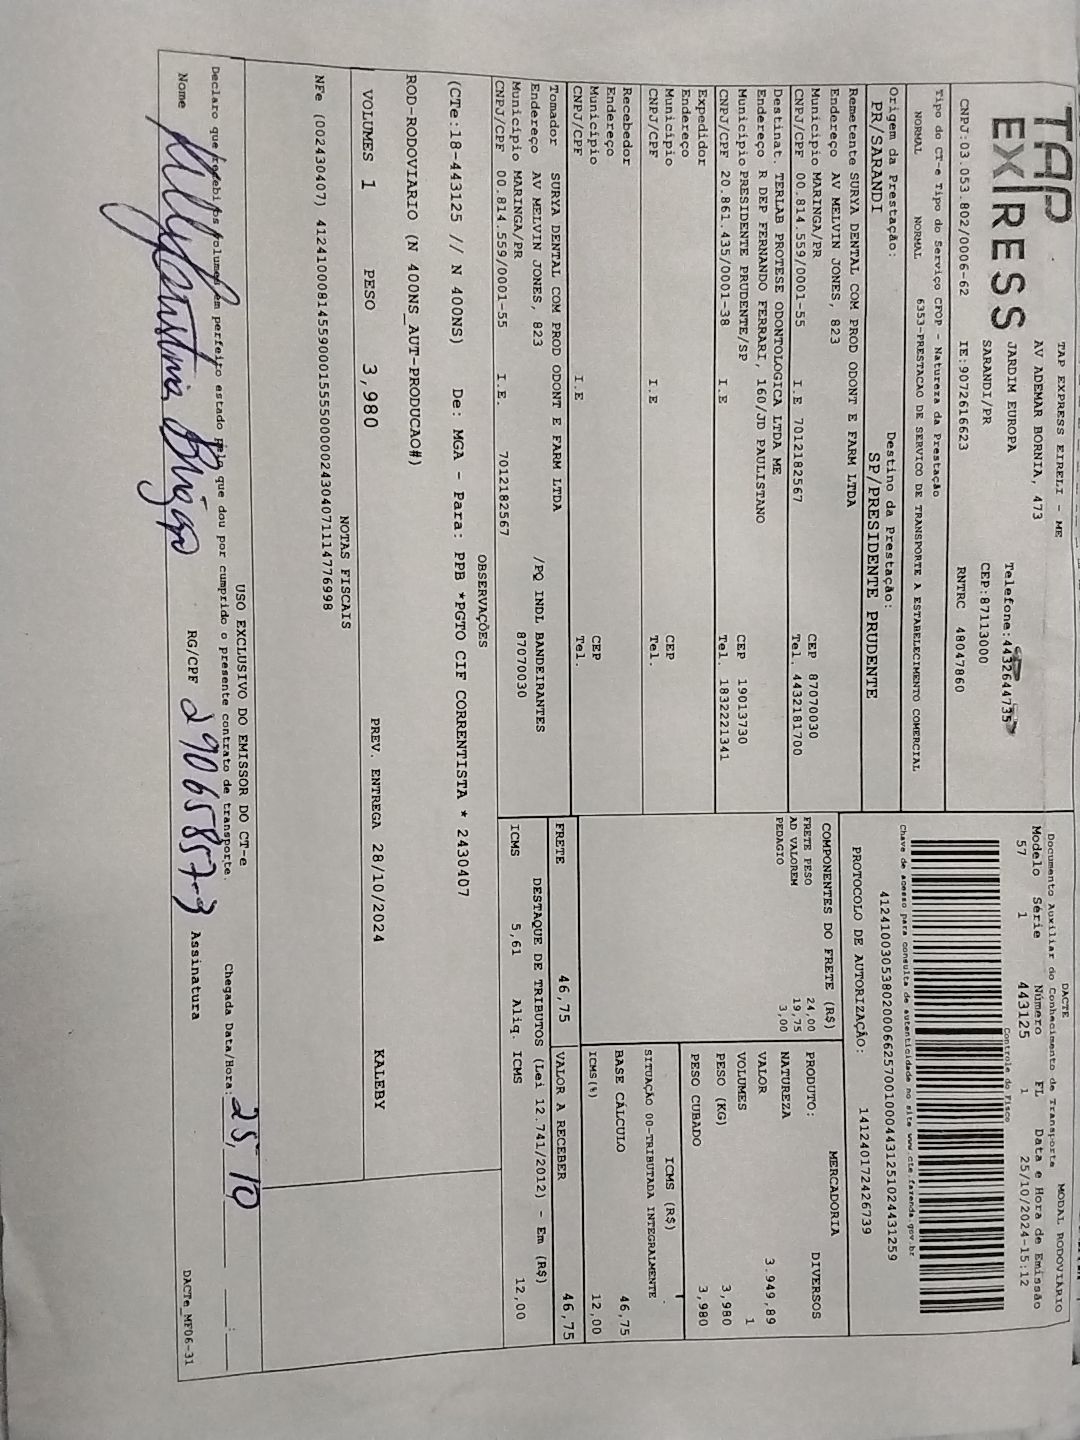 TAP
EX|RESS
TAP EXPRESS EIRELI - ME
AV ADEMAR BORNIA, 473
JARDIM EUROPA Telefone:4432644735
SARANDI/PR CEP:87113000
CNPJ:03.053.802/0006-62 IE:9072616623 RNTRC 48047860
Tipo do CT-e Tipo do Serviço CFOP - Natureza da Prestação
NORMAL NORMAL 6353-PRESTACAO DE SERVICO DE TRANSPORTE A ESTABELECIMENTO COMERCIAL
Origem da Prestação: Destino da Prestação:
PR/SARANDI SP/PRESIDENTE PRUDENTE
Remetente SURYA DENTAL COM PROD ODONT E FARM LTDA
Endereço AV MELVIN JONES, 823
Município MARINGA/PR CEP 87070030
CNPJ/CPF 00.814.559/0001-55 I.E 7012182567 Tel. 4432181700
Destinat. TERLAB PROTESE ODONTOLOGICA LTDA ME
Endereço R DEP FERNANDO FERRARI, 160/JD PAULISTANO
Município PRESIDENTE PRUDENTE/SP CEP 19013730
CNPJ/CPF 20.861.435/0001-38 I.E Tel. 1832221341
Expedidor
Endereço
Município CEP
CNPJ/CPF I.E Tel.
Recebedor
Endereço
Município CEP
CNPJ/CPF I.E Tel.
Tomador SURYA DENTAL COM PROD ODONT E FARM LTDA
Endereço AV MELVIN JONES, 823 /PQ INDL BANDEIRANTES
Município MARINGA/PR 87070030
CNPJ/CPF 00.814.559/0001-55 I.E. 7012182567
DACTE MODAL RODOVIÁRIO
Documento Auxiliar do Conhecimento de Transporte
Modelo Série Número FL Data e Hora de Emissão
57 1 443125 1 25/10/2024-15:12
Controle do Fisco
Chave de acesso para consulta de autenticidade no site www.cte.fazenda.gov.br
41241003053802000662570010004431251024431259
PROTOCOLO DE AUTORIZAÇÃO: 141240172426739
COMPONENTES DO FRETE (R$)
FRETE PESO 24,00
AD VALOREM 19,75
PEDAGIO 3,00
PRODUTO: MERCADORIA
NATUREZA DIVERSOS
VALOR 3.949,89
VOLUMES 1
PESO (KG) 3,980
PESO CUBADO 3,980
ICMS (R$)
SITUAÇÃO 00-TRIBUTADA INTEGRALMENTE
BASE CÁLCULO 46,75
ICMS(%) 12,00
FRETE 46,75 VALOR A RECEBER 46,75
DESTAQUE DE TRIBUTOS (Lei 12.741/2012) - Em (R$)
ICMS 5,61 Aliq. ICMS 12,00
OBSERVAÇÕES
(CTe:18-443125 // N 400NS) De: MGA - Para: PPB *PGTO CIF CORRENTISTA * 2430407
ROD-RODOVIARIO (N 400NS_AUT-PRODUCAO#)
VOLUMES 1 PESO 3,980 PREV. ENTREGA 28/10/2024 KALEBY
NOTAS FISCAIS
NFe (002430407) 41241000814559000155550000024304071114776998
USO EXCLUSIVO DO EMISSOR DO CT-e
Declaro que recebi os volumes em perfeito estado pelo que dou por cumprido o presente contrato de transporte. Chegada Data/Hora: 25/10 :
Nome RG/CPF 29065857-9 Assinatura DACTe_MF06-31